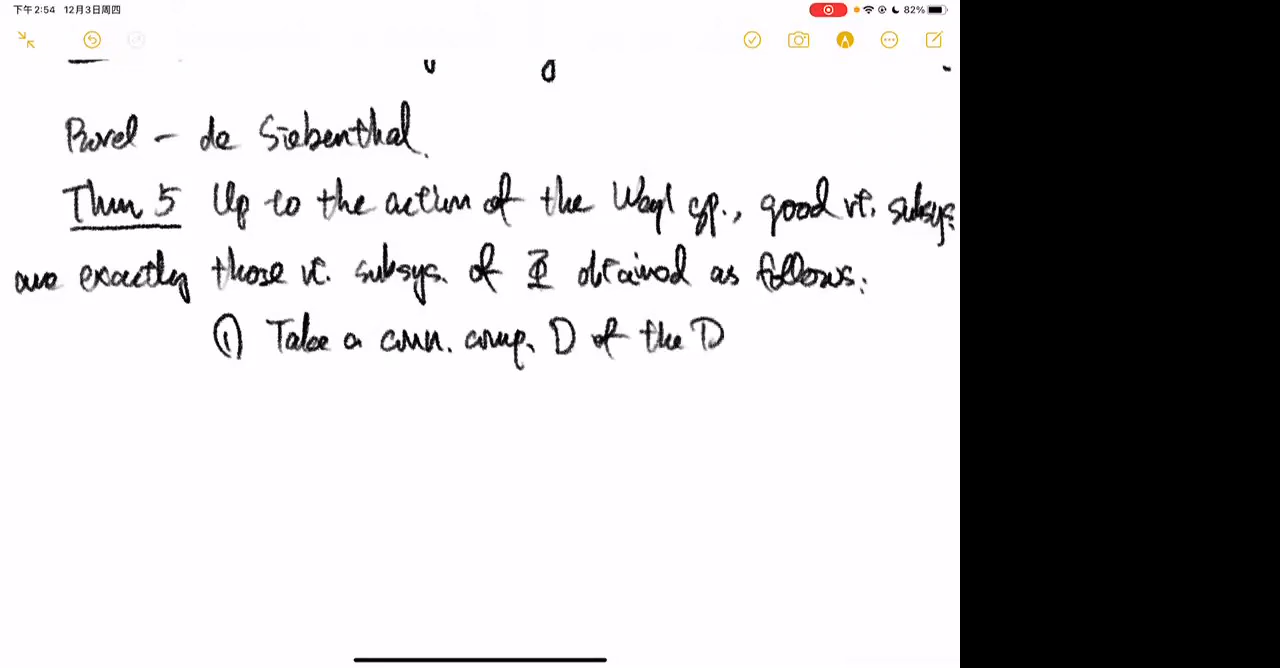 下午2:54 12月3日周四
82%
Borel - de Siebenthal.
Thm 5 Up to the action of the Weyl gp., good rt. subsys.
are exactly those rt. subsys. of Φ obtained as follows:
① Take a conn. comp. D of the D